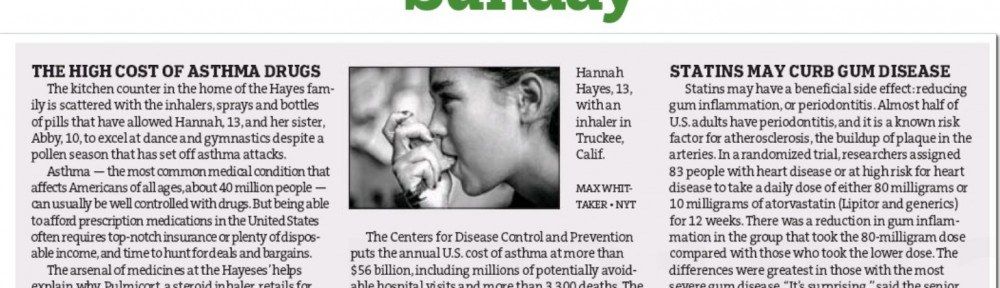 Sunday
THE HIGH COST OF ASTHMA DRUGS
The kitchen counter in the home of the Hayes fam-
ily is scattered with the inhalers, sprays and bottles
of pills that have allowed Hannah, 13, and her sister,
Abby, 10, to excel at dance and gymnastics despite a
pollen season that has set off asthma attacks.
Asthma — the most common medical condition that
affects Americans of all ages, about 40 million people —
can usually be well controlled with drugs. But being able
to afford prescription medications in the United States
often requires top-notch insurance or plenty of dispos-
able income, and time to hunt for deals and bargains.
The arsenal of medicines at the Hayeses' helps
explain why. Pulmicort, a steroid inhaler, retails for
Hannah
Hayes, 13,
with an
inhaler in
Truckee,
Calif.
MAX WHIT-
TAKER • NYT
The Centers for Disease Control and Prevention
puts the annual U.S. cost of asthma at more than
$56 billion, including millions of potentially avoid-
able hospital visits and more than 3,300 deaths. The
STATINS MAY CURB GUM DISEASE
Statins may have a beneficial side effect: reducing
gum inflammation, or periodontitis. Almost half of
U.S. adults have periodontitis, and it is a known risk
factor for atherosclerosis, the buildup of plaque in the
arteries. In a randomized trial, researchers assigned
83 people with heart disease or at high risk for heart
disease to take a daily dose of either 80 milligrams or
10 milligrams of atorvastatin (Lipitor and generics)
for 12 weeks. There was a reduction in gum inflam-
mation in the group that took the 80-milligram dose
compared with those who took the lower dose. The
differences were greatest in those with the most
severe gum disease. "It's surprising," said the senior